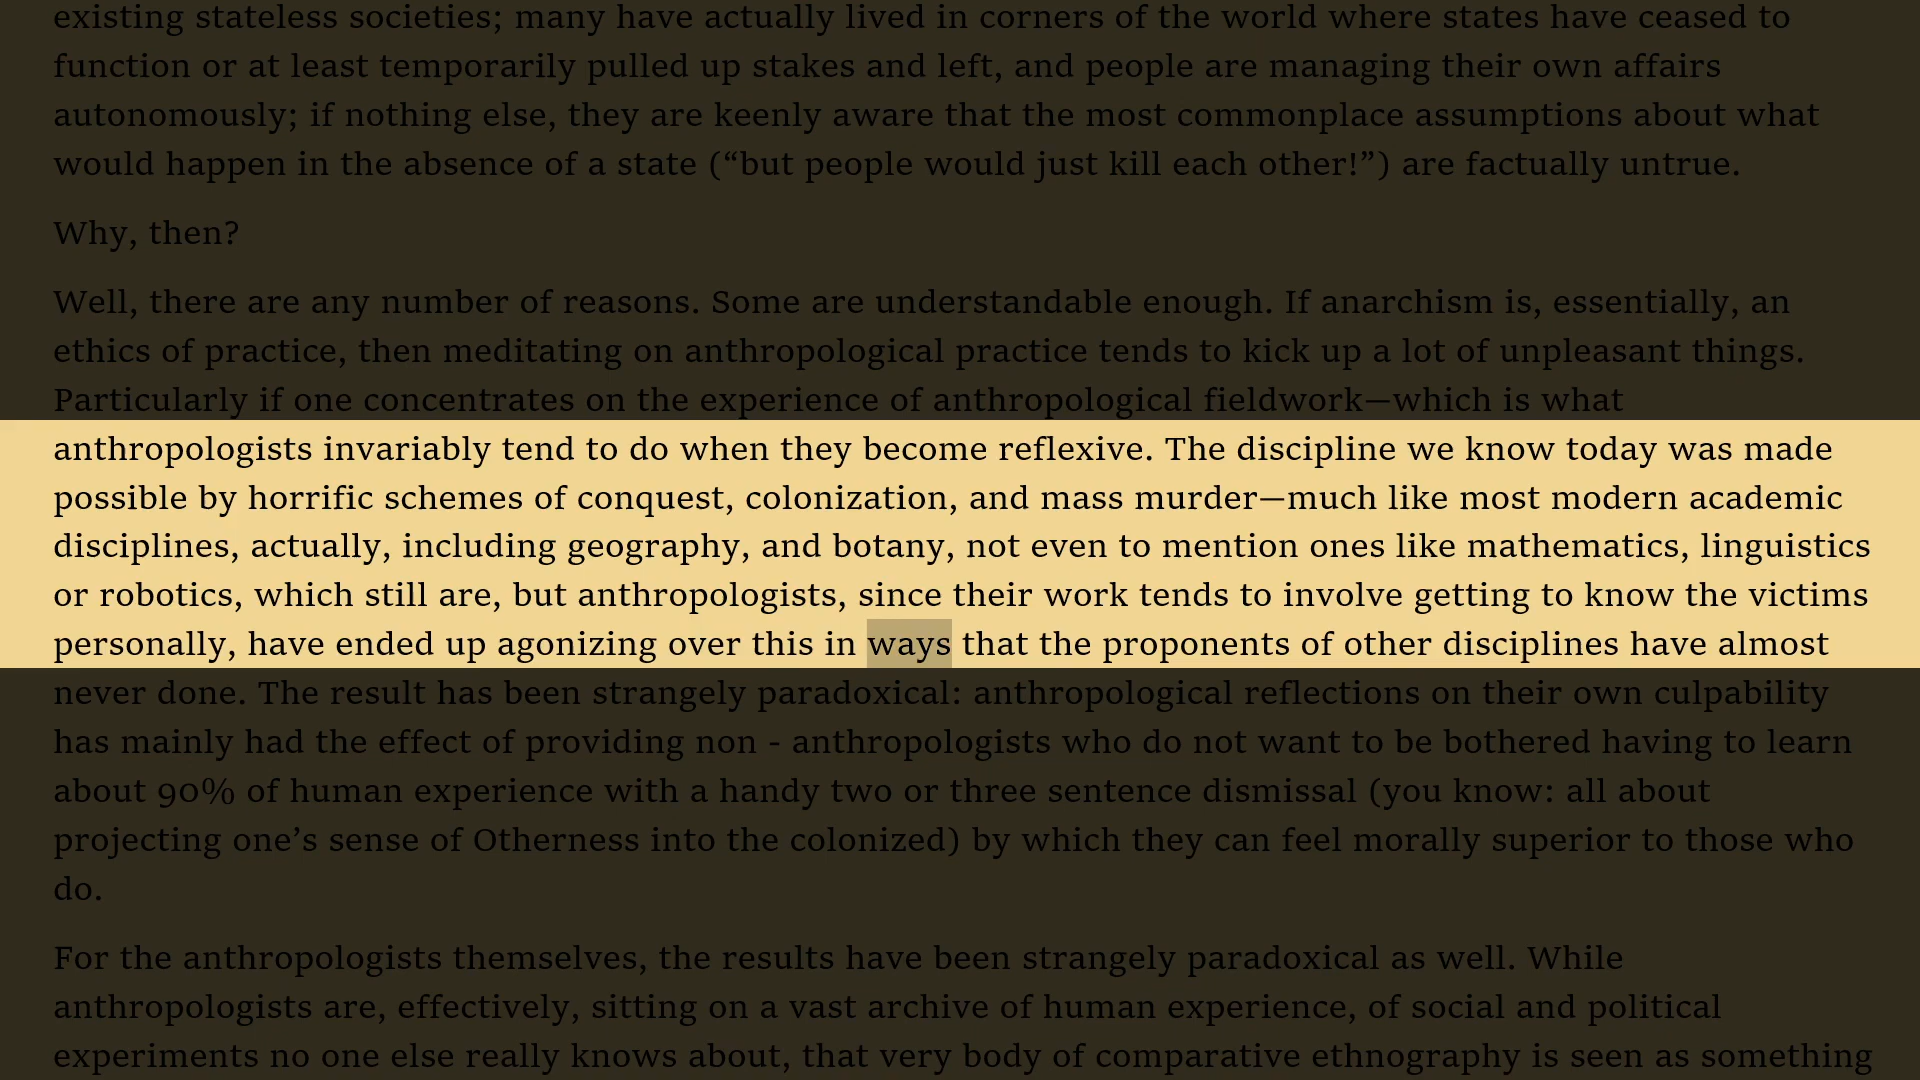 existing stateless societies; many have actually lived in corners of the world where states have ceased to
function or at least temporarily pulled up stakes and left, and people are managing their own affairs
autonomously; if nothing else, they are keenly aware that the most commonplace assumptions about what
would happen in the absence of a state (“but people would just kill each other!”) are factually untrue.
Why, then?
Well, there are any number of reasons. Some are understandable enough. If anarchism is, essentially, an
ethics of practice, then meditating on anthropological practice tends to kick up a lot of unpleasant things.
Particularly if one concentrates on the experience of anthropological fieldwork—which is what
anthropologists invariably tend to do when they become reflexive. The discipline we know today was made
possible by horrific schemes of conquest, colonization, and mass murder—much like most modern academic
disciplines, actually, including geography, and botany, not even to mention ones like mathematics, linguistics
or robotics, which still are, but anthropologists, since their work tends to involve getting to know the victims
personally, have ended up agonizing over this in ways that the proponents of other disciplines have almost
never done. The result has been strangely paradoxical: anthropological reflections on their own culpability
has mainly had the effect of providing non - anthropologists who do not want to be bothered having to learn
about 90% of human experience with a handy two or three sentence dismissal (you know: all about
projecting one’s sense of Otherness into the colonized) by which they can feel morally superior to those who
do.
For the anthropologists themselves, the results have been strangely paradoxical as well. While
anthropologists are, effectively, sitting on a vast archive of human experience, of social and political
experiments no one else really knows about, that very body of comparative ethnography is seen as something